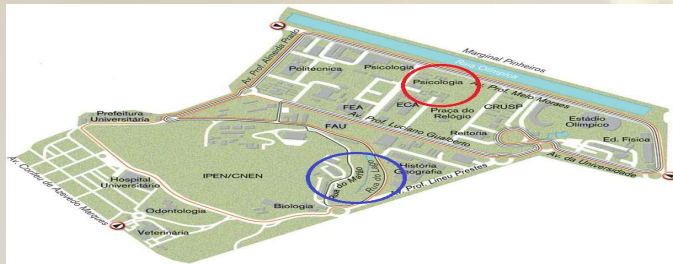 Marginal Pinheiros
Raia Olímpica
Av. Prof. Almeida Prado
Politécnica
Psicologia
Psicologia
Av. Prof. Melo Moraes
FEA
ECA
Praça do
Relógio
CRUSP
Estádio
Olímpico
Prefeitura
Universitária
FAU
Av. Prof. Luciano Gualberto
Reitoria
Ed. Física
Av. da Universidade
História
Geografia
Av. Prof. Lineu Prestes
IPEN/CNEN
Rua do Matão
Rua do Lago
Hospital
Universitário
Odontologia
Biologia
Veterinária
Av. Corifeu de Azevedo Marques